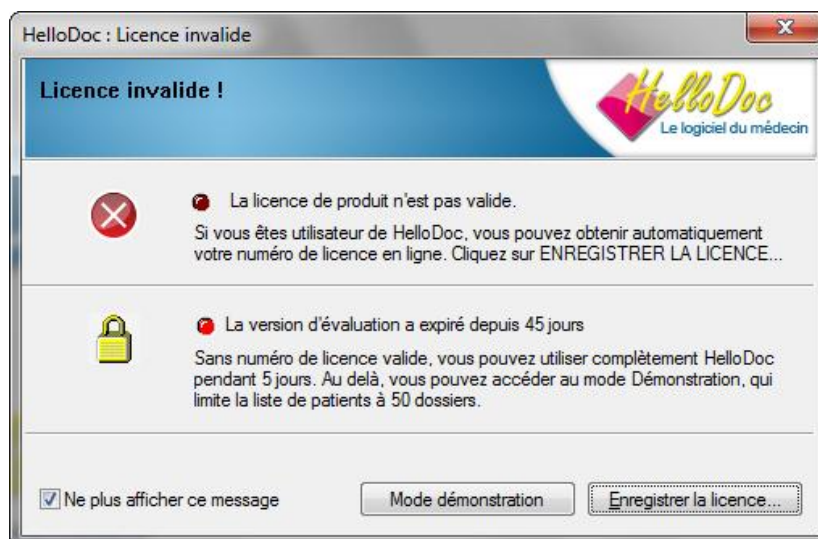 HelloDoc : Licence invalide
Licence invalide !
HelloDoc
Le logiciel du médecin
La licence de produit n'est pas valide.
Si vous êtes utilisateur de HelloDoc, vous pouvez obtenir automatiquement
votre numéro de licence en ligne. Cliquez sur ENREGISTRER LA LICENCE...
La version d'évaluation a expiré depuis 45 jours
Sans numéro de licence valide, vous pouvez utiliser complètement HelloDoc
pendant 5 jours. Au delà, vous pouvez accéder au mode Démonstration, qui
limite la liste de patients à 50 dossiers.
Ne plus afficher ce message
Mode démonstration
Enregistrer la licence...